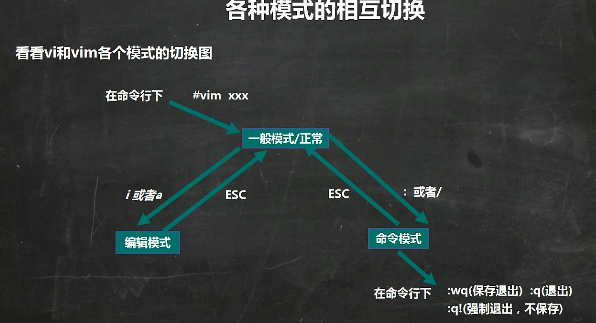 各种模式的相互切换
看看vi和vim各个模式的切换图
在命令行下 #vim xxx
一般模式/正常
i 或者a
ESC
ESC
: 或者/
编辑模式
命令模式
在命令行下
:wq(保存退出) :q(退出)
:q!(强制退出，不保存)